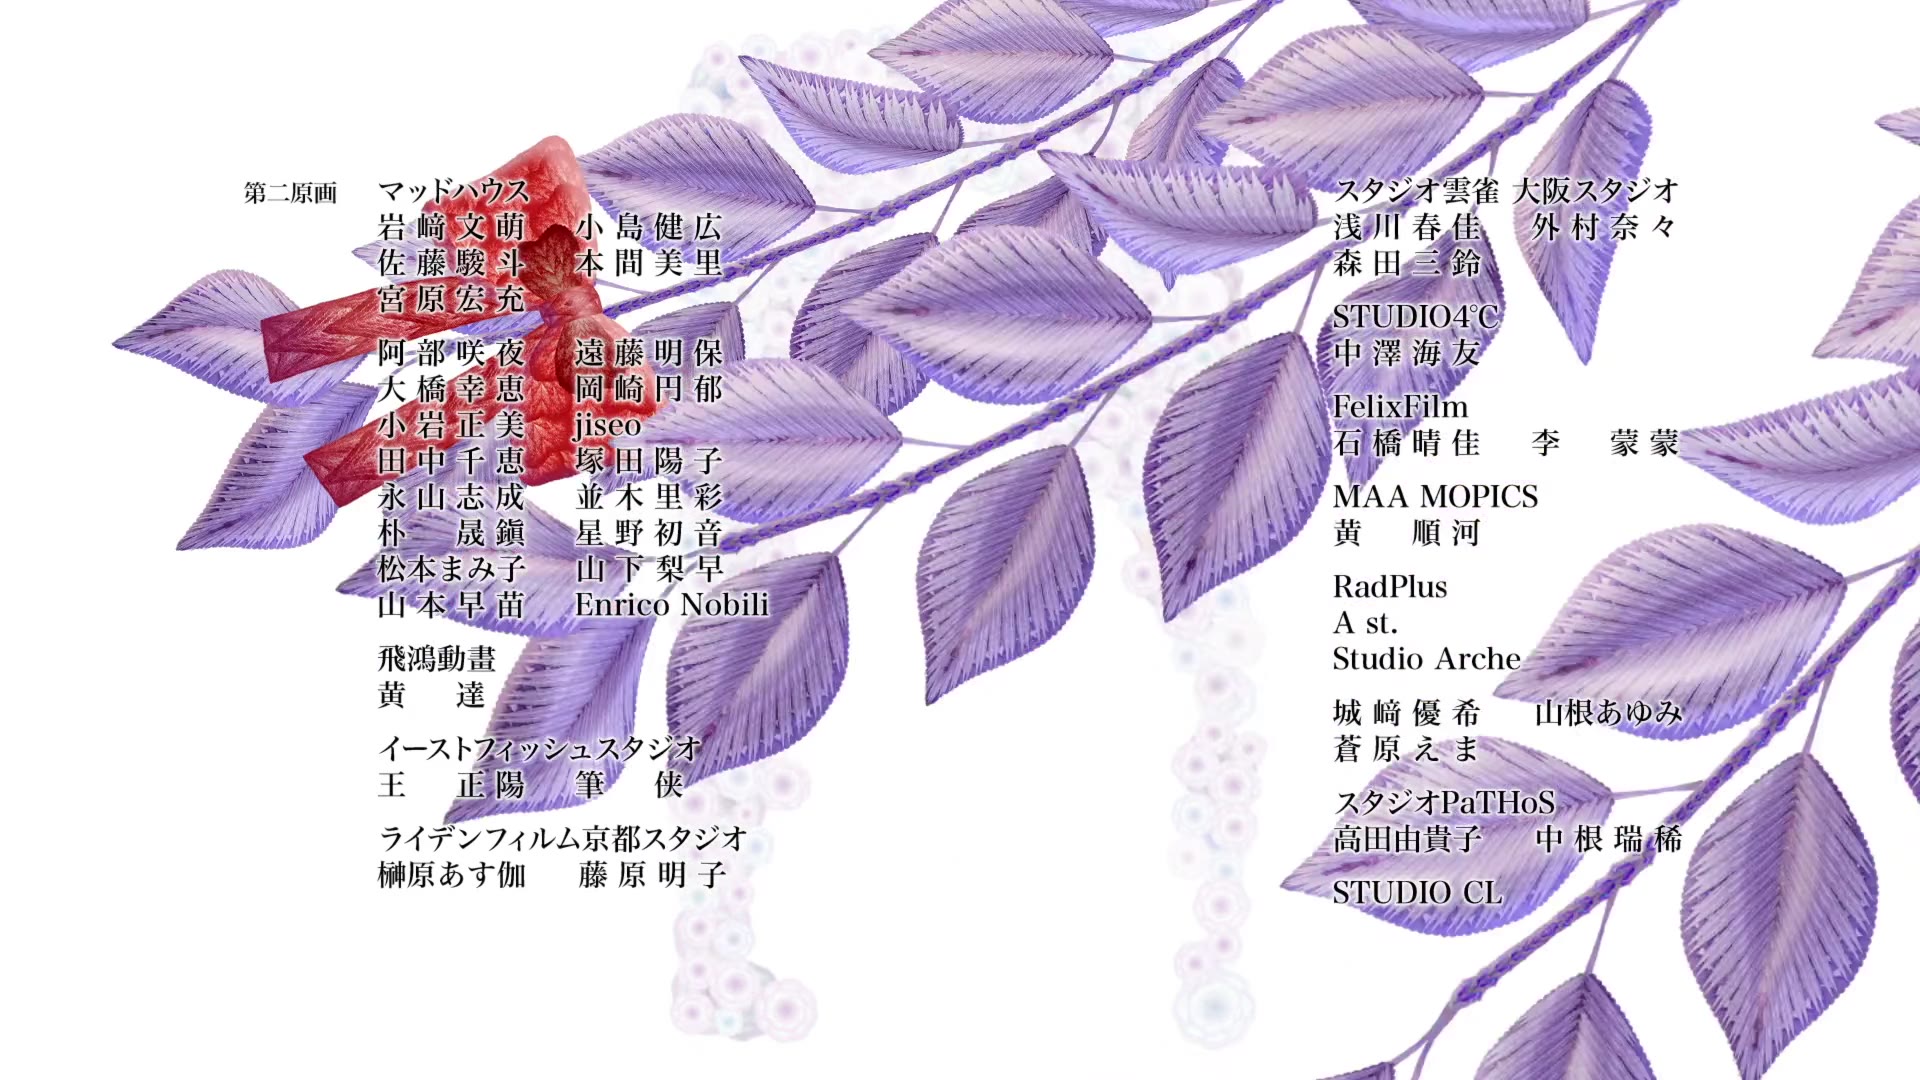 第二原画
マッドハウス
岩﨑文萌 小島健広
佐藤駿斗 本間美里
宮原宏充
阿部咲夜 遠藤明保
大橋幸恵 岡崎円郁
小岩正美 jiseo
田中千恵 塚田陽子
永山志成 並木里彩
朴 晟鎭 星野初音
松本まみ子 山下梨早
山本早苗 Enrico Nobili
飛鴻動畫
黄 達
イーストフィッシュスタジオ
王 正陽 筆 侠
ライデンフィルム京都スタジオ
榊原あす伽 藤原明子
スタジオ雲雀 大阪スタジオ
浅川春佳 外村奈々
森田三鈴
STUDIO4℃
中澤海友
FelixFilm
石橋晴佳 李 蒙蒙
MAA MOPICS
黄 順河
RadPlus
A st.
Studio Arche
城﨑優希 山根あゆみ
蒼原えま
スタジオPaTHoS
高田由貴子 中根瑞稀
STUDIO CL